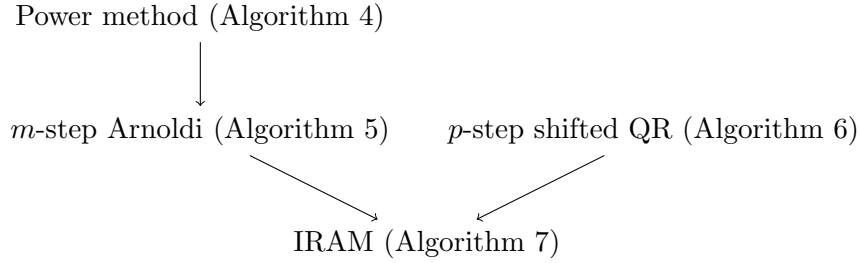 Power method (Algorithm 4)
m-step Arnoldi (Algorithm 5) p-step shifted QR (Algorithm 6)
IRAM (Algorithm 7)